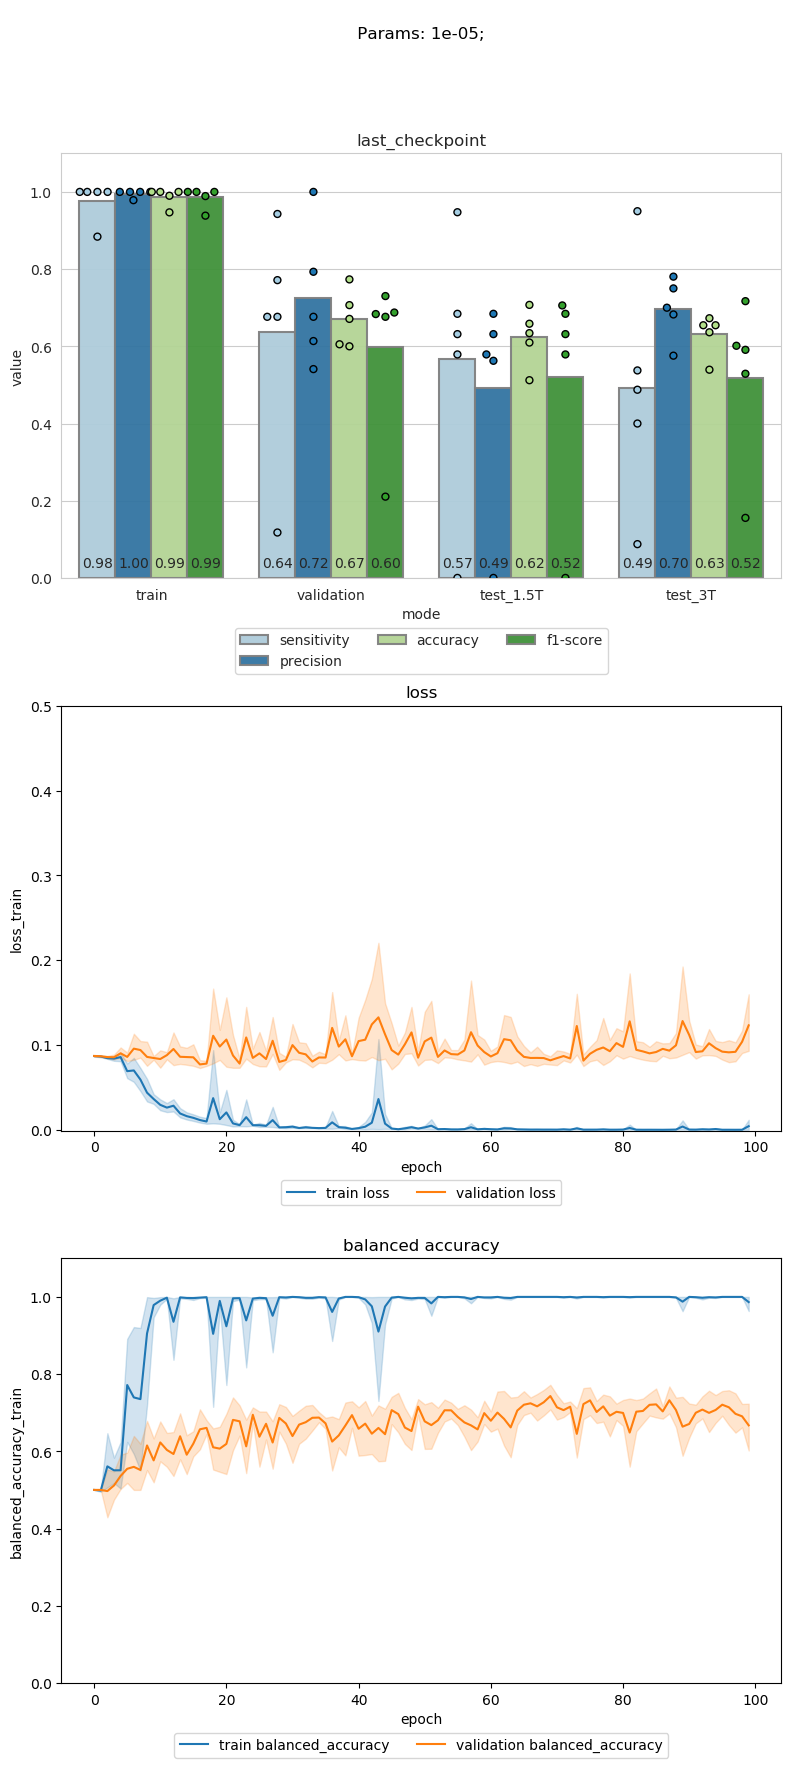 Params: 1e-05;
last_checkpoint
value
1.0
0.8
0.6
0.4
0.2
0.0
0.98 1.00 0.99 0.99 0.64 0.72 0.67 0.60 0.57 0.49 0.62 0.52 0.49 0.70 0.63 0.52
train validation test_1.5T test_3T
mode
sensitivity accuracy f1-score
precision
loss
loss_train
0.5
0.4
0.3
0.2
0.1
0.0
0 20 40 60 80 100
epoch
train loss validation loss
balanced accuracy
balanced_accuracy_train
1.0
0.8
0.6
0.4
0.2
0.0
0 20 40 60 80 100
epoch
train balanced_accuracy validation balanced_accuracy